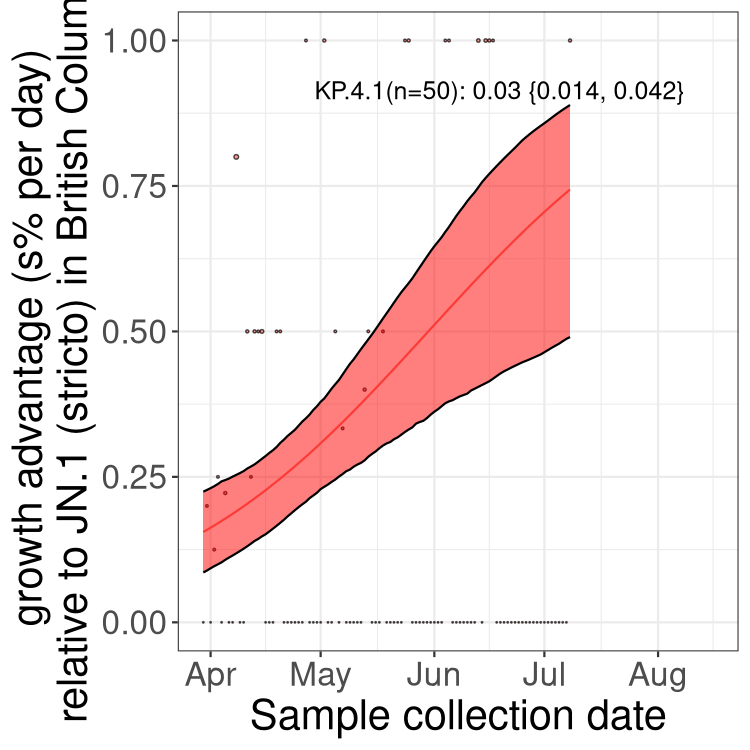 growth advantage (s% per day)
relative to JN.1 (stricto) in British Colum
1.00
0.75
0.50
0.25
0.00
KP.4.1(n=50): 0.03 {0.014, 0.042}
Apr May Jun Jul Aug
Sample collection date